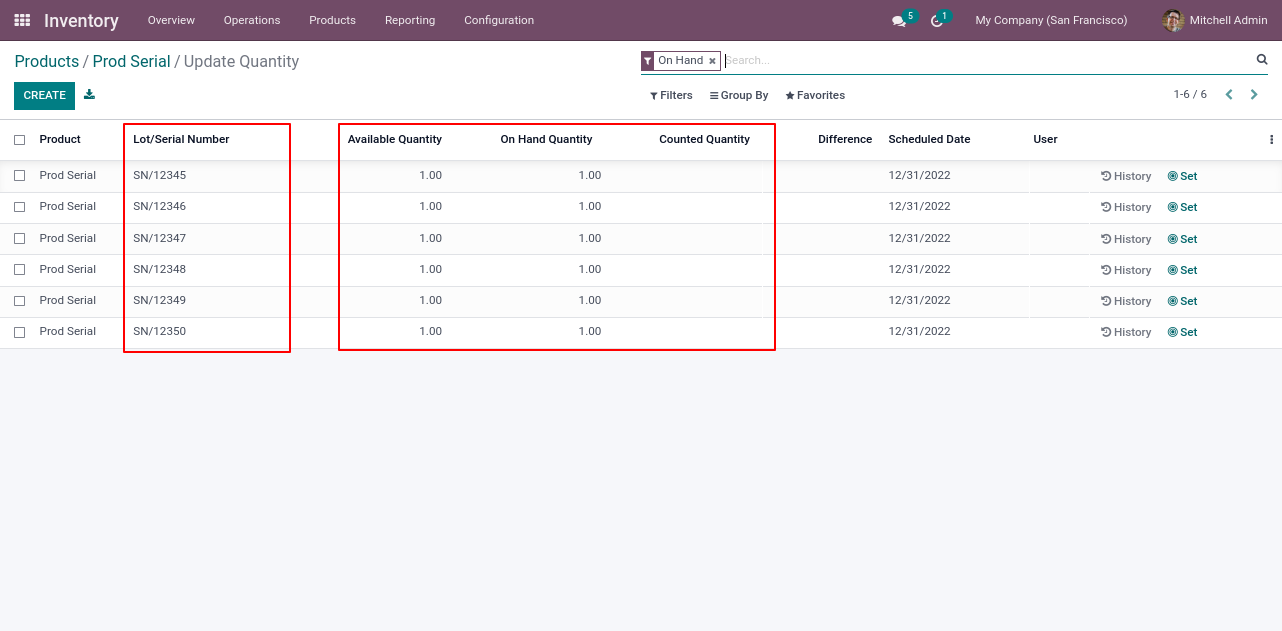 Inventory Overview Operations Products Reporting Configuration 5 1 My Company (San Francisco) Mitchell Admin
Products / Prod Serial / Update Quantity On Hand × Search...
CREATE Filters Group By Favorites 1-6 / 6
Product Lot/Serial Number Available Quantity On Hand Quantity Counted Quantity Difference Scheduled Date User
Prod Serial SN/12345 1.00 1.00 12/31/2022 History Set
Prod Serial SN/12346 1.00 1.00 12/31/2022 History Set
Prod Serial SN/12347 1.00 1.00 12/31/2022 History Set
Prod Serial SN/12348 1.00 1.00 12/31/2022 History Set
Prod Serial SN/12349 1.00 1.00 12/31/2022 History Set
Prod Serial SN/12350 1.00 1.00 12/31/2022 History Set